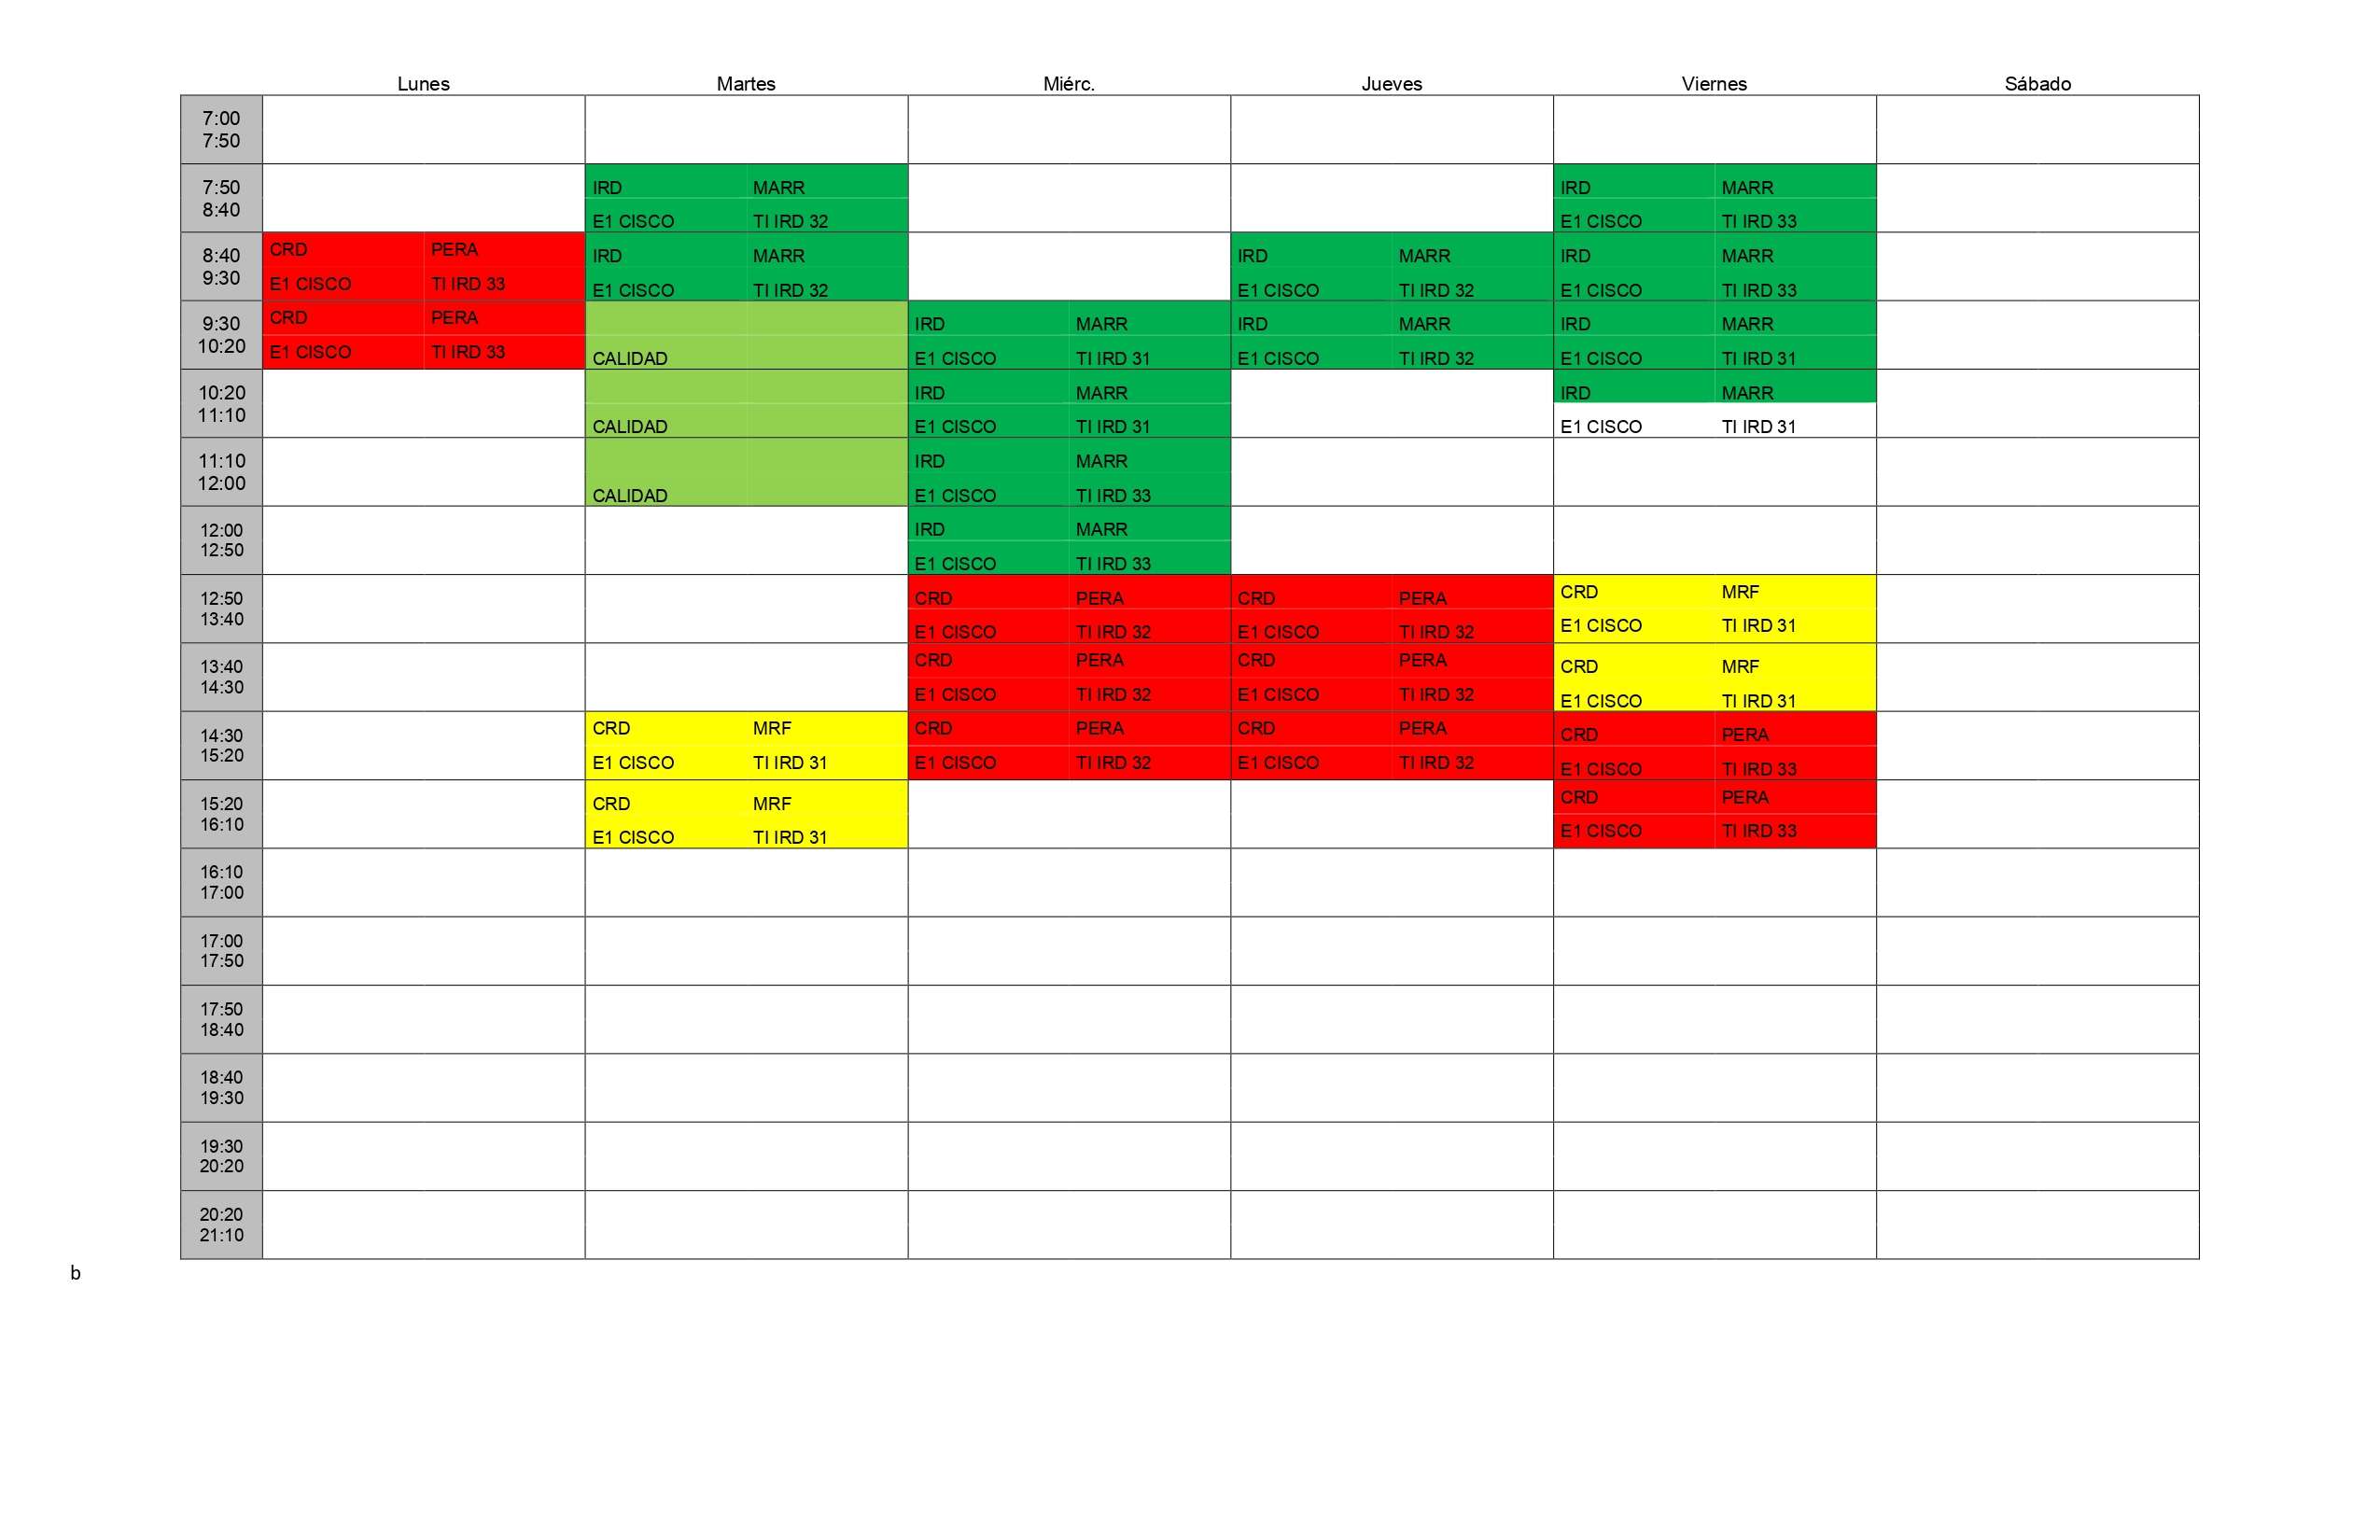 Lunes Martes Miérc. Jueves Viernes Sábado
7:00
7:50
7:50 IRD MARR IRD MARR
8:40 E1 CISCO TI IRD 32 E1 CISCO TI IRD 33
8:40 CRD PERA IRD MARR IRD MARR IRD MARR
9:30 E1 CISCO TI IRD 33 E1 CISCO TI IRD 32 E1 CISCO TI IRD 32 E1 CISCO TI IRD 33
9:30 CRD PERA IRD MARR IRD MARR IRD MARR
10:20 E1 CISCO TI IRD 33 CALIDAD E1 CISCO TI IRD 31 E1 CISCO TI IRD 32 E1 CISCO TI IRD 31
10:20 IRD MARR IRD MARR
11:10 CALIDAD E1 CISCO TI IRD 31 E1 CISCO TI IRD 31
11:10 IRD MARR
12:00 CALIDAD E1 CISCO TI IRD 33
12:00 IRD MARR
12:50 E1 CISCO TI IRD 33
12:50 CRD PERA CRD PERA CRD MRF
13:40 E1 CISCO TI IRD 32 E1 CISCO TI IRD 32 E1 CISCO TI IRD 31
13:40 CRD PERA CRD PERA CRD MRF
14:30 E1 CISCO TI IRD 32 E1 CISCO TI IRD 32 E1 CISCO TI IRD 31
14:30 CRD MRF CRD PERA CRD PERA CRD PERA
15:20 E1 CISCO TI IRD 31 E1 CISCO TI IRD 32 E1 CISCO TI IRD 32 E1 CISCO TI IRD 33
15:20 CRD MRF CRD PERA
16:10 E1 CISCO TI IRD 31 E1 CISCO TI IRD 33
16:10
17:00
17:00
17:50
17:50
18:40
18:40
19:30
19:30
20:20
20:20
21:10
b